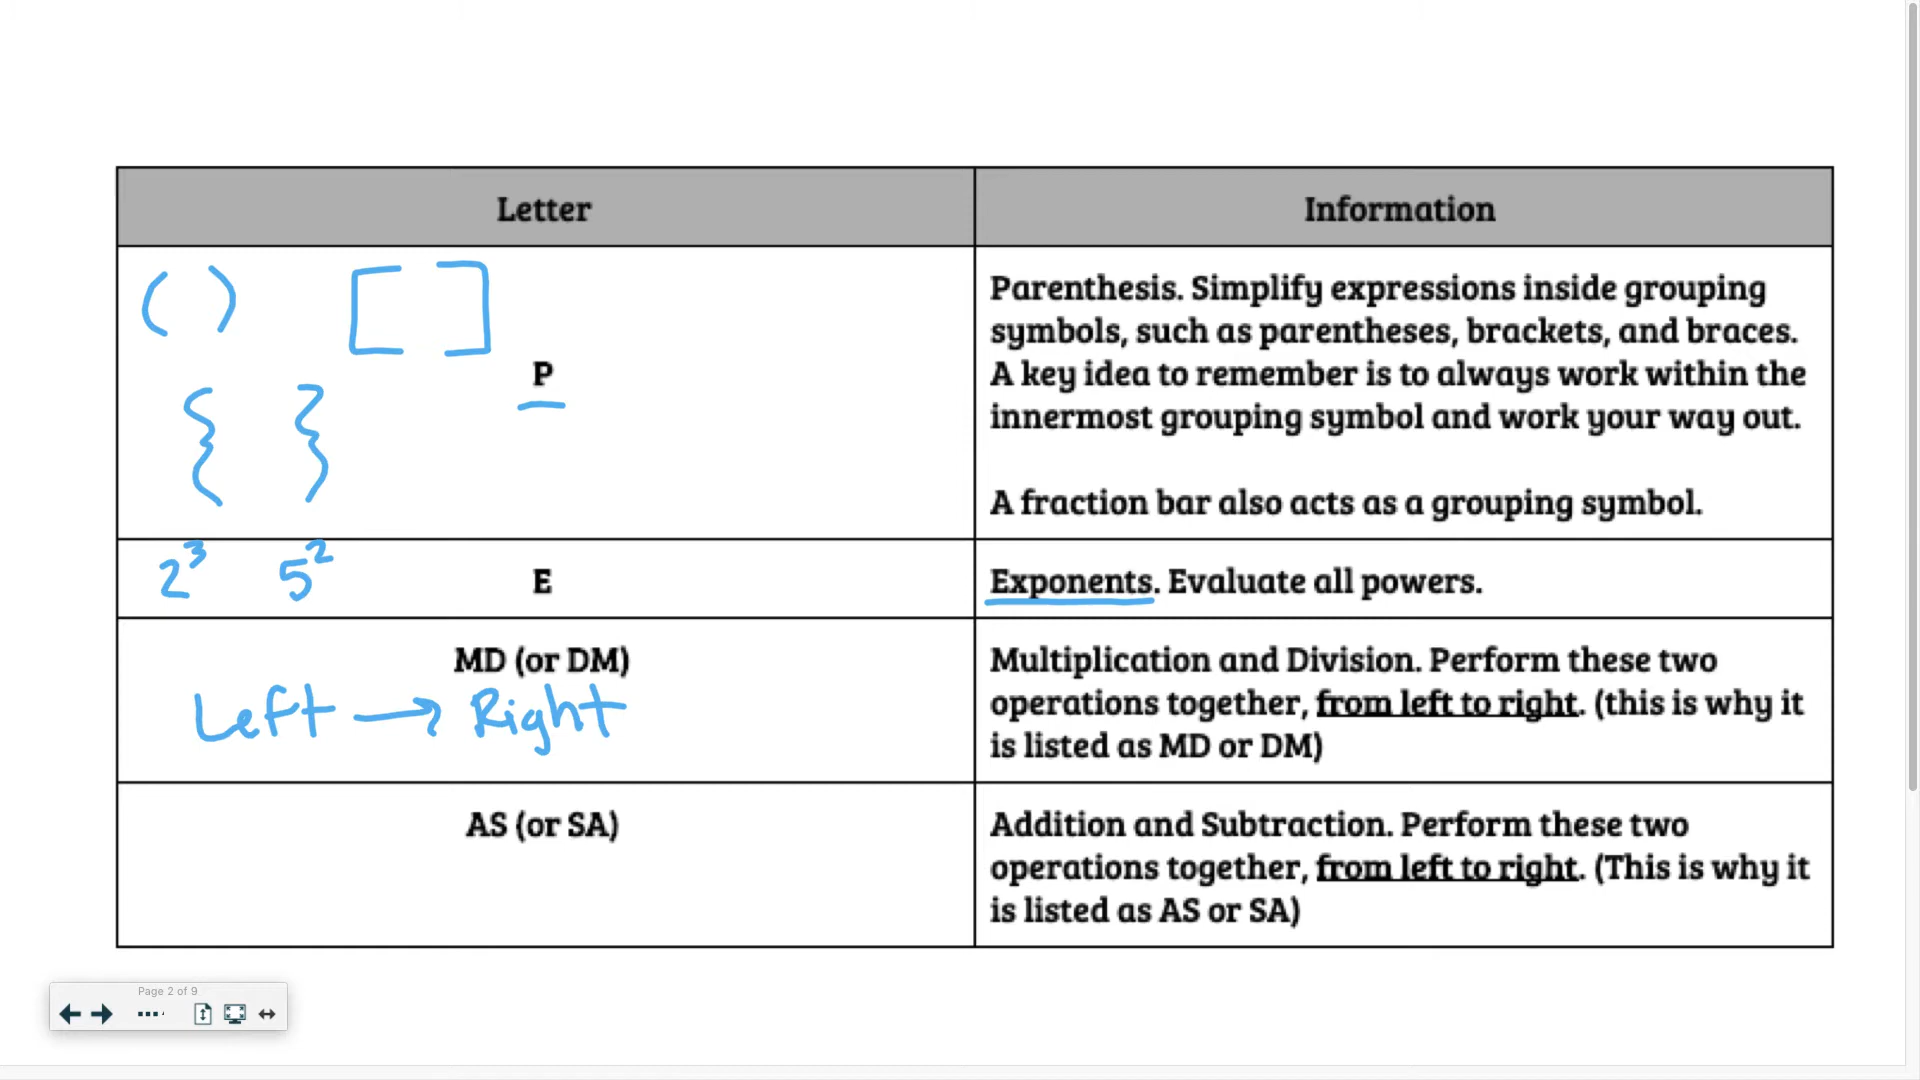 Letter
Information
( ) [ ]
P
{ }
Parenthesis. Simplify expressions inside grouping
symbols, such as parentheses, brackets, and braces.
A key idea to remember is to always work within the
innermost grouping symbol and work your way out.
A fraction bar also acts as a grouping symbol.
2³ 5²
E
Exponents. Evaluate all powers.
MD (or DM)
Left → Right
Multiplication and Division. Perform these two
operations together, from left to right. (this is why it
is listed as MD or DM)
AS (or SA)
Addition and Subtraction. Perform these two
operations together, from left to right. (This is why it
is listed as AS or SA)
Page 2 of 9